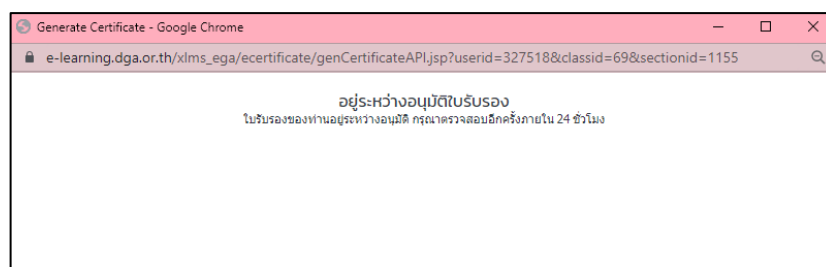 Generate Certificate - Google Chrome
e-learning.dga.or.th/xlms_ega/ecertificate/genCertificateAPI.jsp?userid=327518&classid=69&sectionid=1155
อยู่ระหว่างอนุมัติใบรับรอง
ใบรับรองของท่านอยู่ระหว่างอนุมัติ กรุณาตรวจสอบอีกครั้งภายใน 24 ชั่วโมง